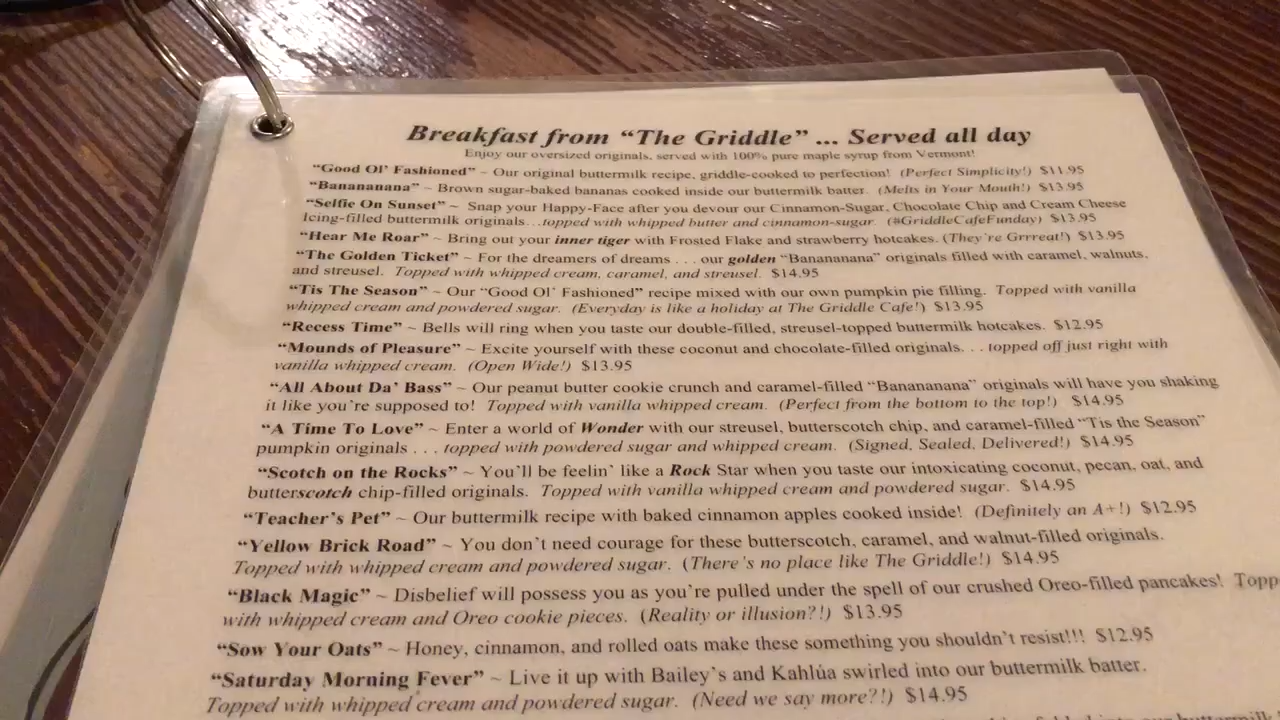 Breakfast from “The Griddle” ... Served all day
Enjoy our oversized originals, served with 100% pure maple syrup from Vermont!
“Good Ol’ Fashioned” ~ Our original buttermilk recipe, griddle-cooked to perfection! (Perfect Simplicity!) $11.95
“Banananana” ~ Brown sugar-baked bananas cooked inside our buttermilk batter. (Melts in Your Mouth!) $13.95
“Selfie On Sunset” ~ Snap your Happy-Face after you devour our Cinnamon-Sugar, Chocolate Chip and Cream Cheese
Icing-filled buttermilk originals...topped with whipped butter and cinnamon-sugar. (#GriddleCafeFunday) $13.95
“Hear Me Roar” ~ Bring out your inner tiger with Frosted Flake and strawberry hotcakes. (They’re Grrreat!) $13.95
“The Golden Ticket” ~ For the dreamers of dreams . . . our golden “Banananana” originals filled with caramel, walnuts,
and streusel. Topped with whipped cream, caramel, and streusel. $14.95
“Tis The Season” ~ Our “Good Ol’ Fashioned” recipe mixed with our own pumpkin pie filling. Topped with vanilla
whipped cream and powdered sugar. (Everyday is like a holiday at The Griddle Cafe!) $13.95
“Recess Time” ~ Bells will ring when you taste our double-filled, streusel-topped buttermilk hotcakes. $12.95
“Mounds of Pleasure” ~ Excite yourself with these coconut and chocolate-filled originals. . . topped off just right with
vanilla whipped cream. (Open Wide!) $13.95
“All About Da’ Bass” ~ Our peanut butter cookie crunch and caramel-filled “Banananana” originals will have you shaking
it like you’re supposed to! Topped with vanilla whipped cream. (Perfect from the bottom to the top!) $14.95
“A Time To Love” ~ Enter a world of Wonder with our streusel, butterscotch chip, and caramel-filled “Tis the Season”
pumpkin originals . . . topped with powdered sugar and whipped cream. (Signed, Sealed, Delivered!) $14.95
“Scotch on the Rocks” ~ You’ll be feelin’ like a Rock Star when you taste our intoxicating coconut, pecan, oat, and
butterscotch chip-filled originals. Topped with vanilla whipped cream and powdered sugar. $14.95
“Teacher’s Pet” ~ Our buttermilk recipe with baked cinnamon apples cooked inside! (Definitely an A+!) $12.95
“Yellow Brick Road” ~ You don’t need courage for these butterscotch, caramel, and walnut-filled originals.
Topped with whipped cream and powdered sugar. (There’s no place like The Griddle!) $14.95
“Black Magic” ~ Disbelief will possess you as you’re pulled under the spell of our crushed Oreo-filled pancakes! Topp
with whipped cream and Oreo cookie pieces. (Reality or illusion?!) $13.95
“Sow Your Oats” ~ Honey, cinnamon, and rolled oats make these something you shouldn’t resist!!! $12.95
“Saturday Morning Fever” ~ Live it up with Bailey’s and Kahlúa swirled into our buttermilk batter.
Topped with whipped cream and powdered sugar. (Need we say more?!) $14.95